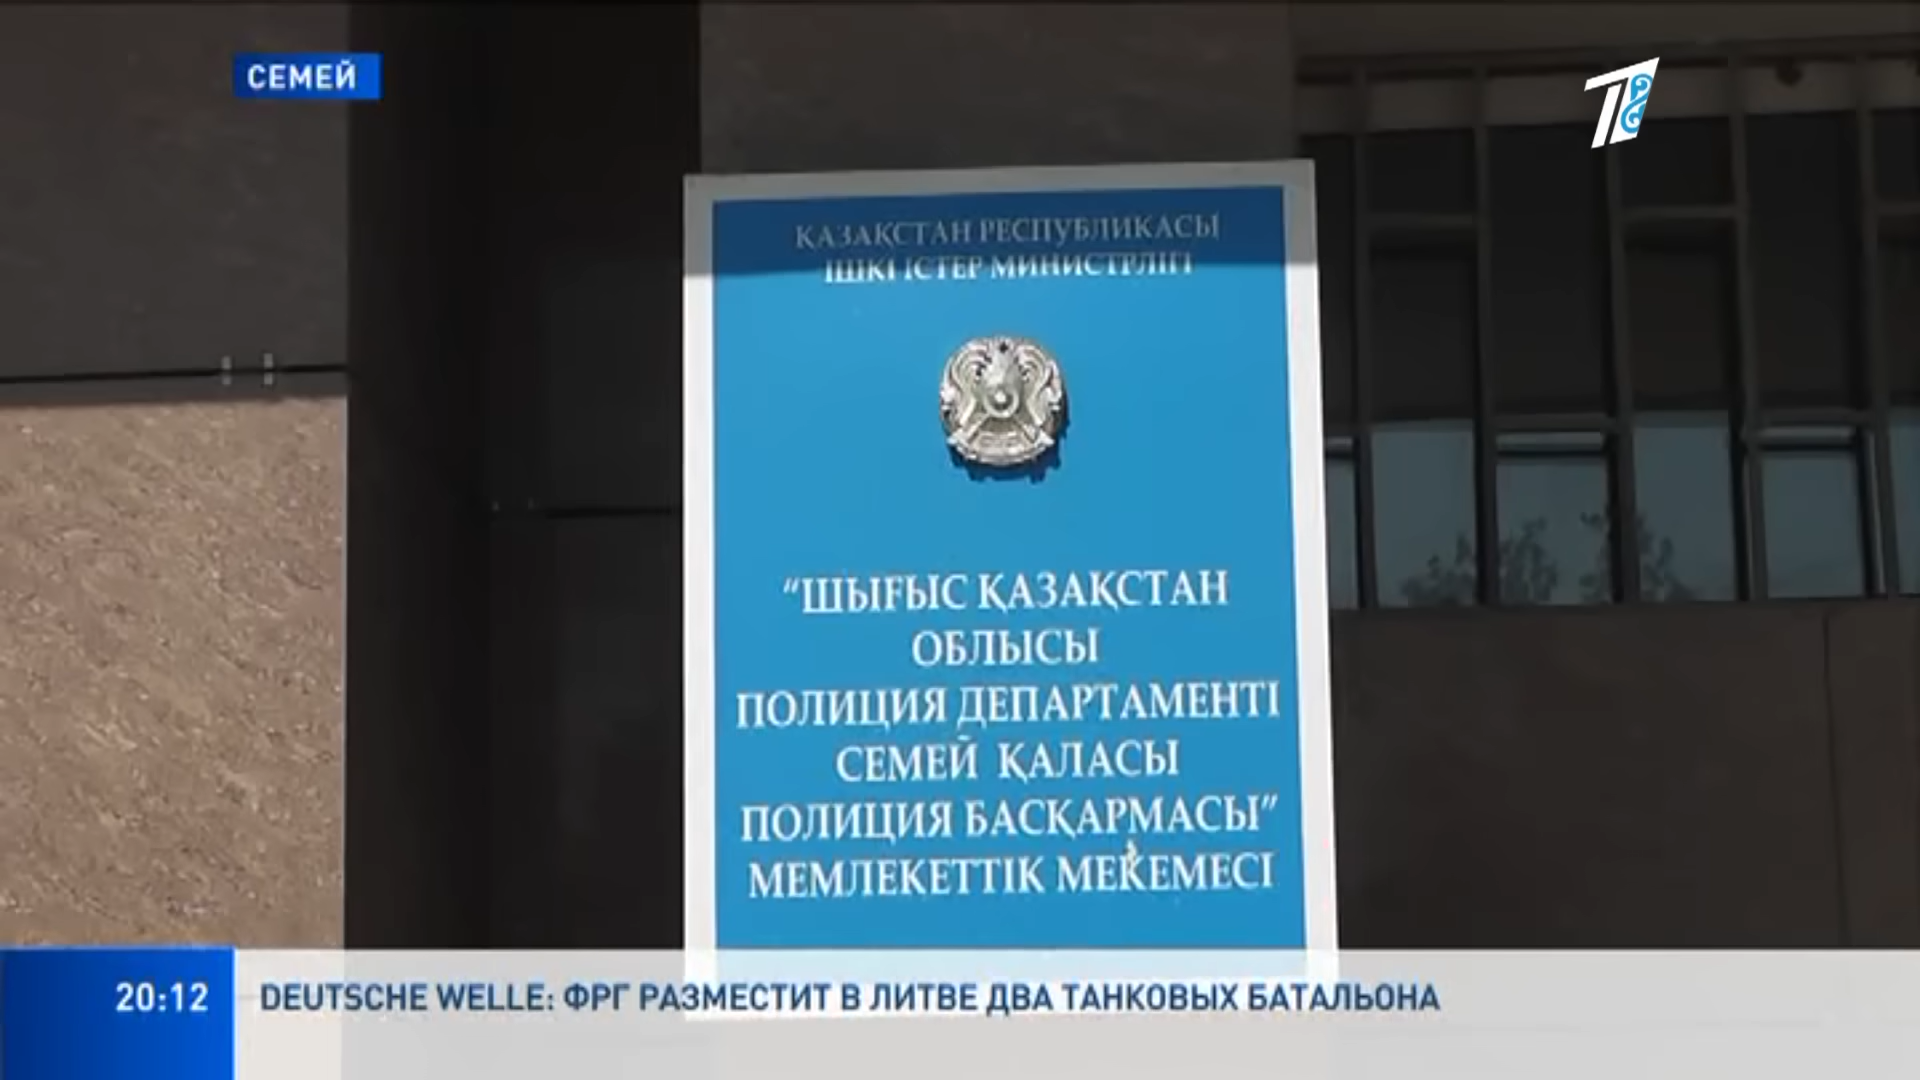 СЕМЕЙ
ҚАЗАҚСТАН РЕСПУБЛИКАСЫ
ІШКІ ІСТЕР МИНИСТРЛІГІ
“ШЫҒЫС ҚАЗАҚСТАН
ОБЛЫСЫ
ПОЛИЦИЯ ДЕПАРТАМЕНТІ
СЕМЕЙ ҚАЛАСЫ
ПОЛИЦИЯ БАСҚАРМАСЫ”
МЕМЛЕКЕТТІК МЕКЕМЕСІ
20:12 DEUTSCHE WELLE: ФРГ РАЗМЕСТИТ В ЛИТВЕ ДВА ТАНКОВЫХ БАТАЛЬОНА